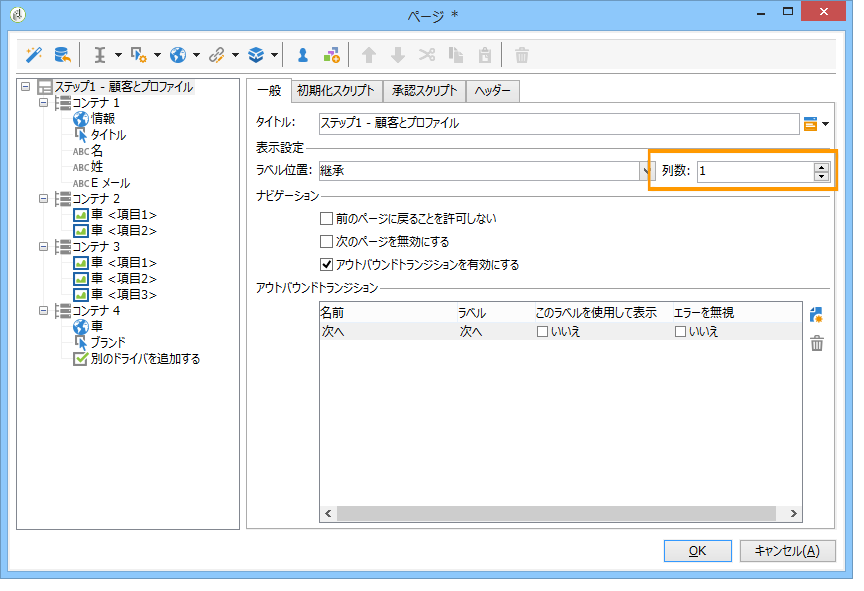 ページ *
ステップ1 - 顧客とプロファイル
コンテナ 1
情報
タイトル
ABC 名
ABC 姓
ABC E メール
コンテナ 2
車 <項目1>
車 <項目2>
コンテナ 3
車 <項目1>
車 <項目2>
車 <項目3>
コンテナ 4
車
ブランド
別のドライバを追加する
一般 初期化スクリプト 承認スクリプト ヘッダー
タイトル: ステップ1 - 顧客とプロファイル
表示設定
ラベル位置: 継承 列数: 1
ナビゲーション
前のページに戻ることを許可しない
次のページを無効にする
アウトバウンドトランジションを有効にする
アウトバウンドトランジション
名前 ラベル このラベルを使用して表示 エラーを無視
次へ 次へ いいえ いいえ
OK キャンセル(A)